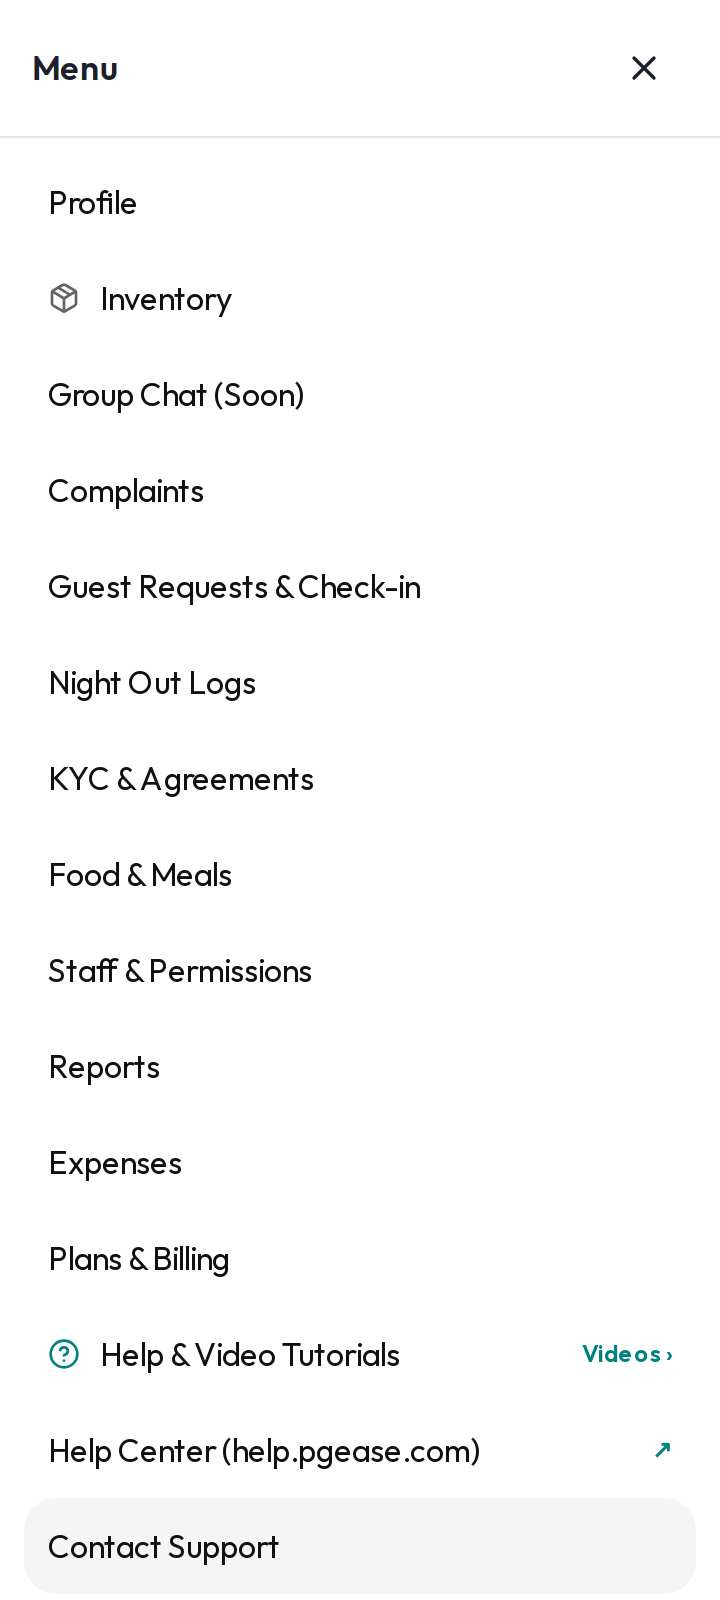 Menu
Profile
Inventory
Group Chat (Soon)
Complaints
Guest Requests & Check-in
Night Out Logs
KYC & Agreements
Food & Meals
Staff & Permissions
Reports
Expenses
Plans & Billing
Help & Video Tutorials Videos ›
Help Center (help.pgease.com) ↗
Contact Support